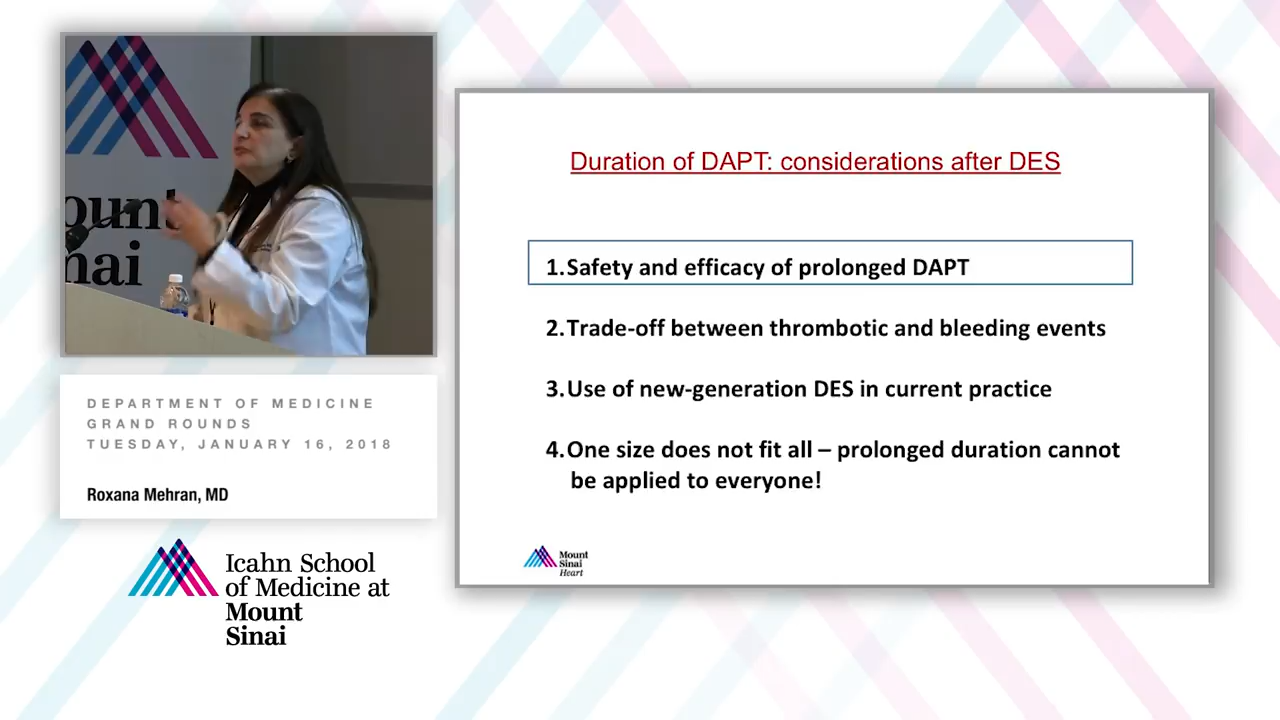 ount
nai
DEPARTMENT OF MEDICINE
GRAND ROUNDS
TUESDAY, JANUARY 16, 2018
Roxana Mehran, MD
Icahn School
of Medicine at
Mount
Sinai
Duration of DAPT: considerations after DES
1.Safety and efficacy of prolonged DAPT
2.Trade-off between thrombotic and bleeding events
3.Use of new-generation DES in current practice
4.One size does not fit all – prolonged duration cannot
be applied to everyone!
Mount
Sinai
Heart